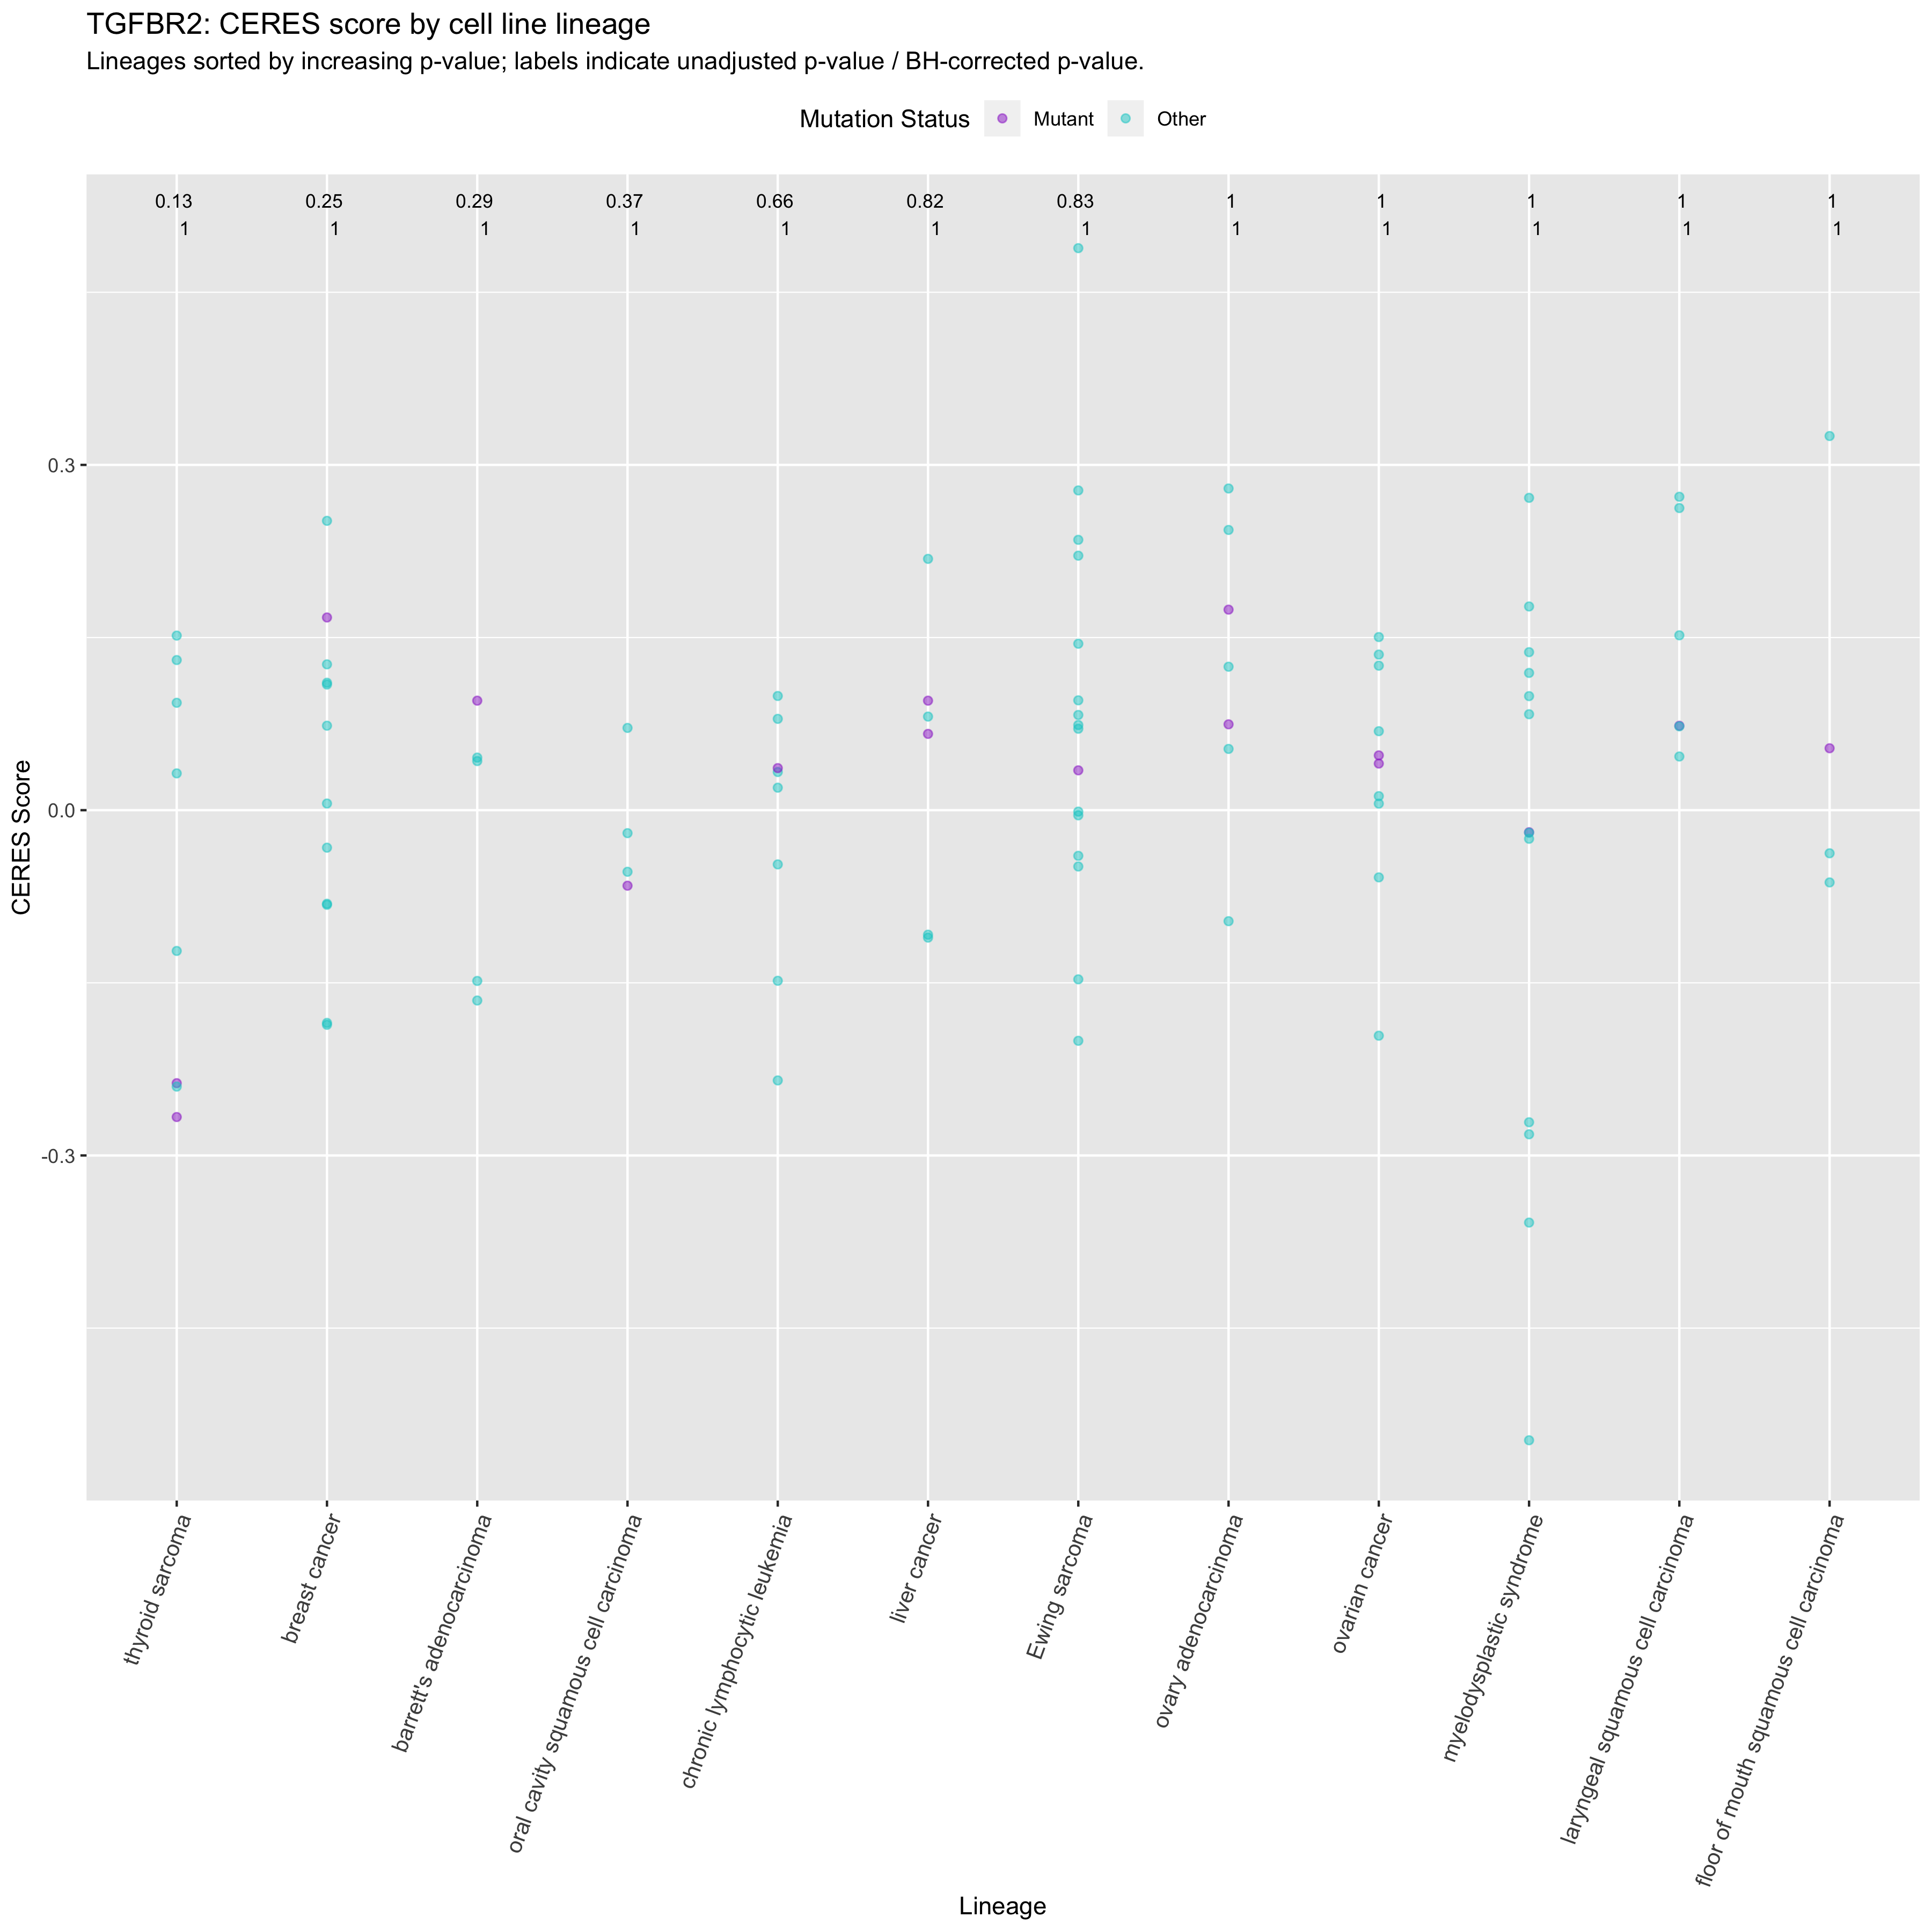 TGFBR2: CERES score by cell line lineage
Lineages sorted by increasing p-value; labels indicate unadjusted p-value / BH-corrected p-value.
Mutation Status Mutant Other
0.13 0.25 0.29 0.37 0.66 0.82 0.83 1 1 1 1 1
1 1 1 1 1 1 1 1 1 1 1 1
0.3
0.0
-0.3
CERES Score
thyroid sarcoma
breast cancer
barrett's adenocarcinoma
oral cavity squamous cell carcinoma
chronic lymphocytic leukemia
liver cancer
Ewing sarcoma
ovary adenocarcinoma
ovarian cancer
myelodysplastic syndrome
laryngeal squamous cell carcinoma
floor of mouth squamous cell carcinoma
Lineage